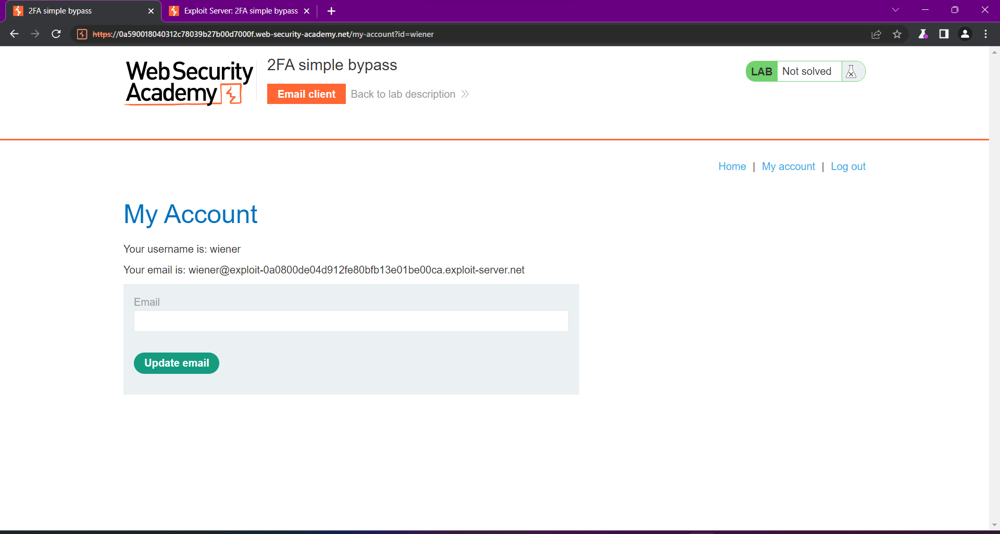 2FA simple bypass
Exploit Server: 2FA simple bypass
https://0a590018040312c78039b27b00d7000f.web-security-academy.net/my-account?id=wiener
Web Security
Academy
2FA simple bypass
Email client
Back to lab description
LAB
Not solved
Home | My account | Log out
My Account
Your username is: wiener
Your email is: wiener@exploit-0a0800de04d912fe80bfb13e01be00ca.exploit-server.net
Email
Update email